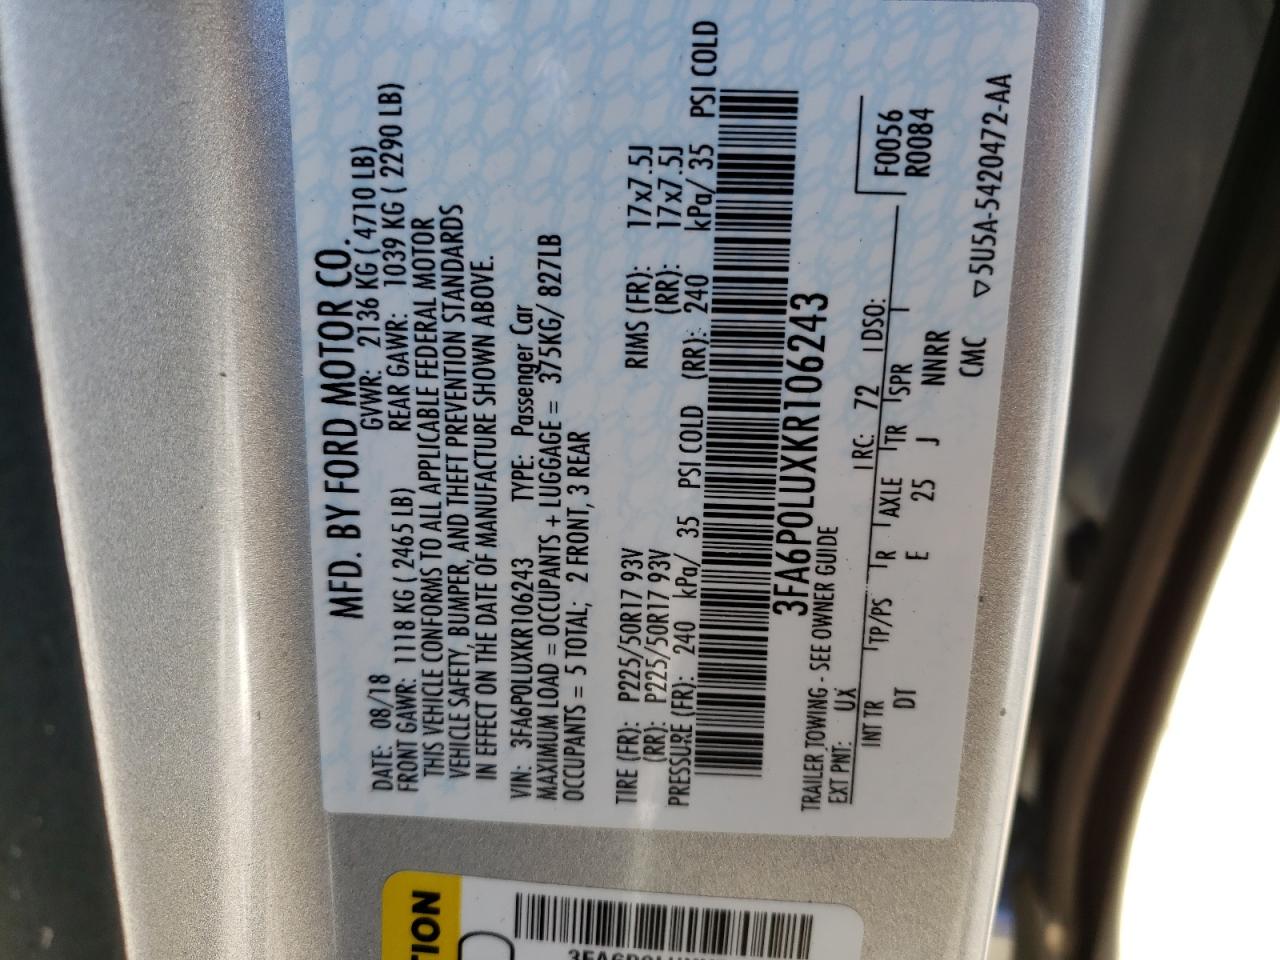 MFD. BY FORD MOTOR CO.
DATE: 08/18 GVWR: 2136 KG ( 4710 LB)
FRONT GAWR: 1118 KG ( 2465 LB) REAR GAWR: 1039 KG ( 2290 LB)
THIS VEHICLE CONFORMS TO ALL APPLICABLE FEDERAL MOTOR
VEHICLE SAFETY, BUMPER, AND THEFT PREVENTION STANDARDS
IN EFFECT ON THE DATE OF MANUFACTURE SHOWN ABOVE.
VIN: 3FA6P0LUXKR106243 TYPE: Passenger Car
MAXIMUM LOAD = OCCUPANTS + LUGGAGE = 375KG/ 827LB
OCCUPANTS = 5 TOTAL, 2 FRONT, 3 REAR
TIRE (FR): P225/50R17 93V RIMS (FR): 17x7.5J
(RR): P225/50R17 93V (RR): 17x7.5J
PRESSURE (FR): 240 kPa/ 35 PSI COLD (RR): 240 kPa/ 35 PSI COLD
3FA6P0LUXKR106243
TRAILER TOWING - SEE OWNER GUIDE
EXT PNT: UX RC: 72 DSO:
F0056
R0084
INT TR TP/PS R AXLE TR SPR
DT E 25 J NNRR
CMC
▽5U5A-5420472-AA
TION